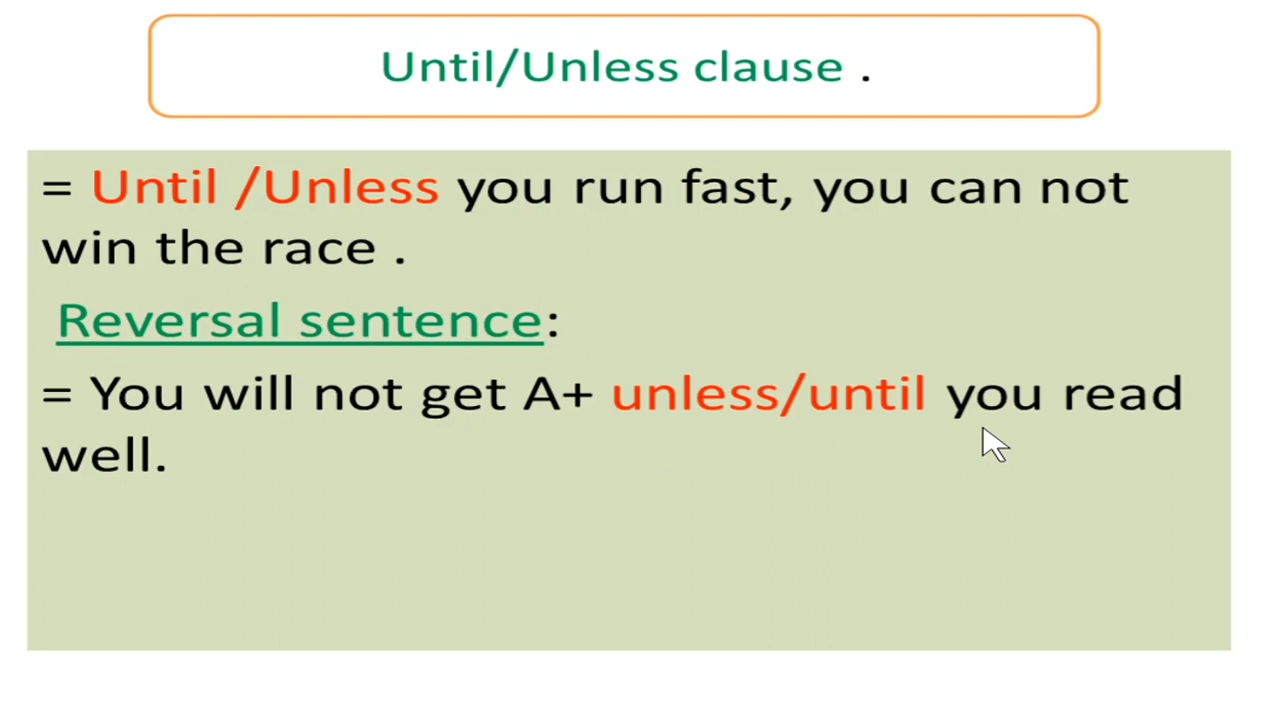 Until/Unless clause .
= Until /Unless you run fast, you can not
win the race .
Reversal sentence:
= You will not get A+ unless/until you read
well.